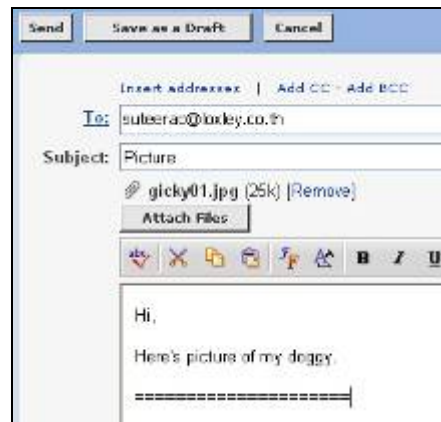 Send Save as a Draft Cancel
Insert addresses | Add CC - Add BCC
To: suteerac@loxley.co.th
Subject: Picture
gicky01.jpg (25k) [Remove]
Attach Files
abc B I U
Hi,
Here's picture of my doggy.
======================